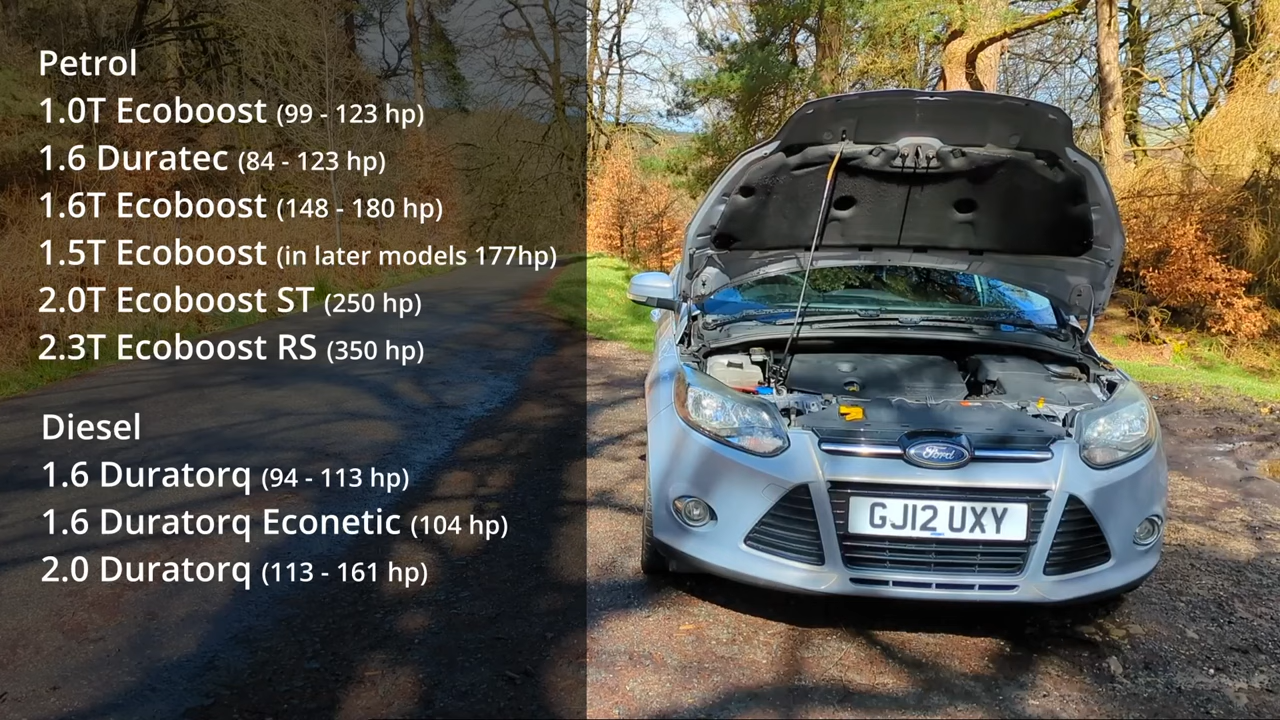 Petrol
1.0T Ecoboost (99 - 123 hp)
1.6 Duratec (84 - 123 hp)
1.6T Ecoboost (148 - 180 hp)
1.5T Ecoboost (in later models 177hp)
2.0T Ecoboost ST (250 hp)
2.3T Ecoboost RS (350 hp)
Diesel
1.6 Duratorq (94 - 113 hp)
1.6 Duratorq Econetic (104 hp)
2.0 Duratorq (113 - 161 hp)
Ford
GJ12 UXY